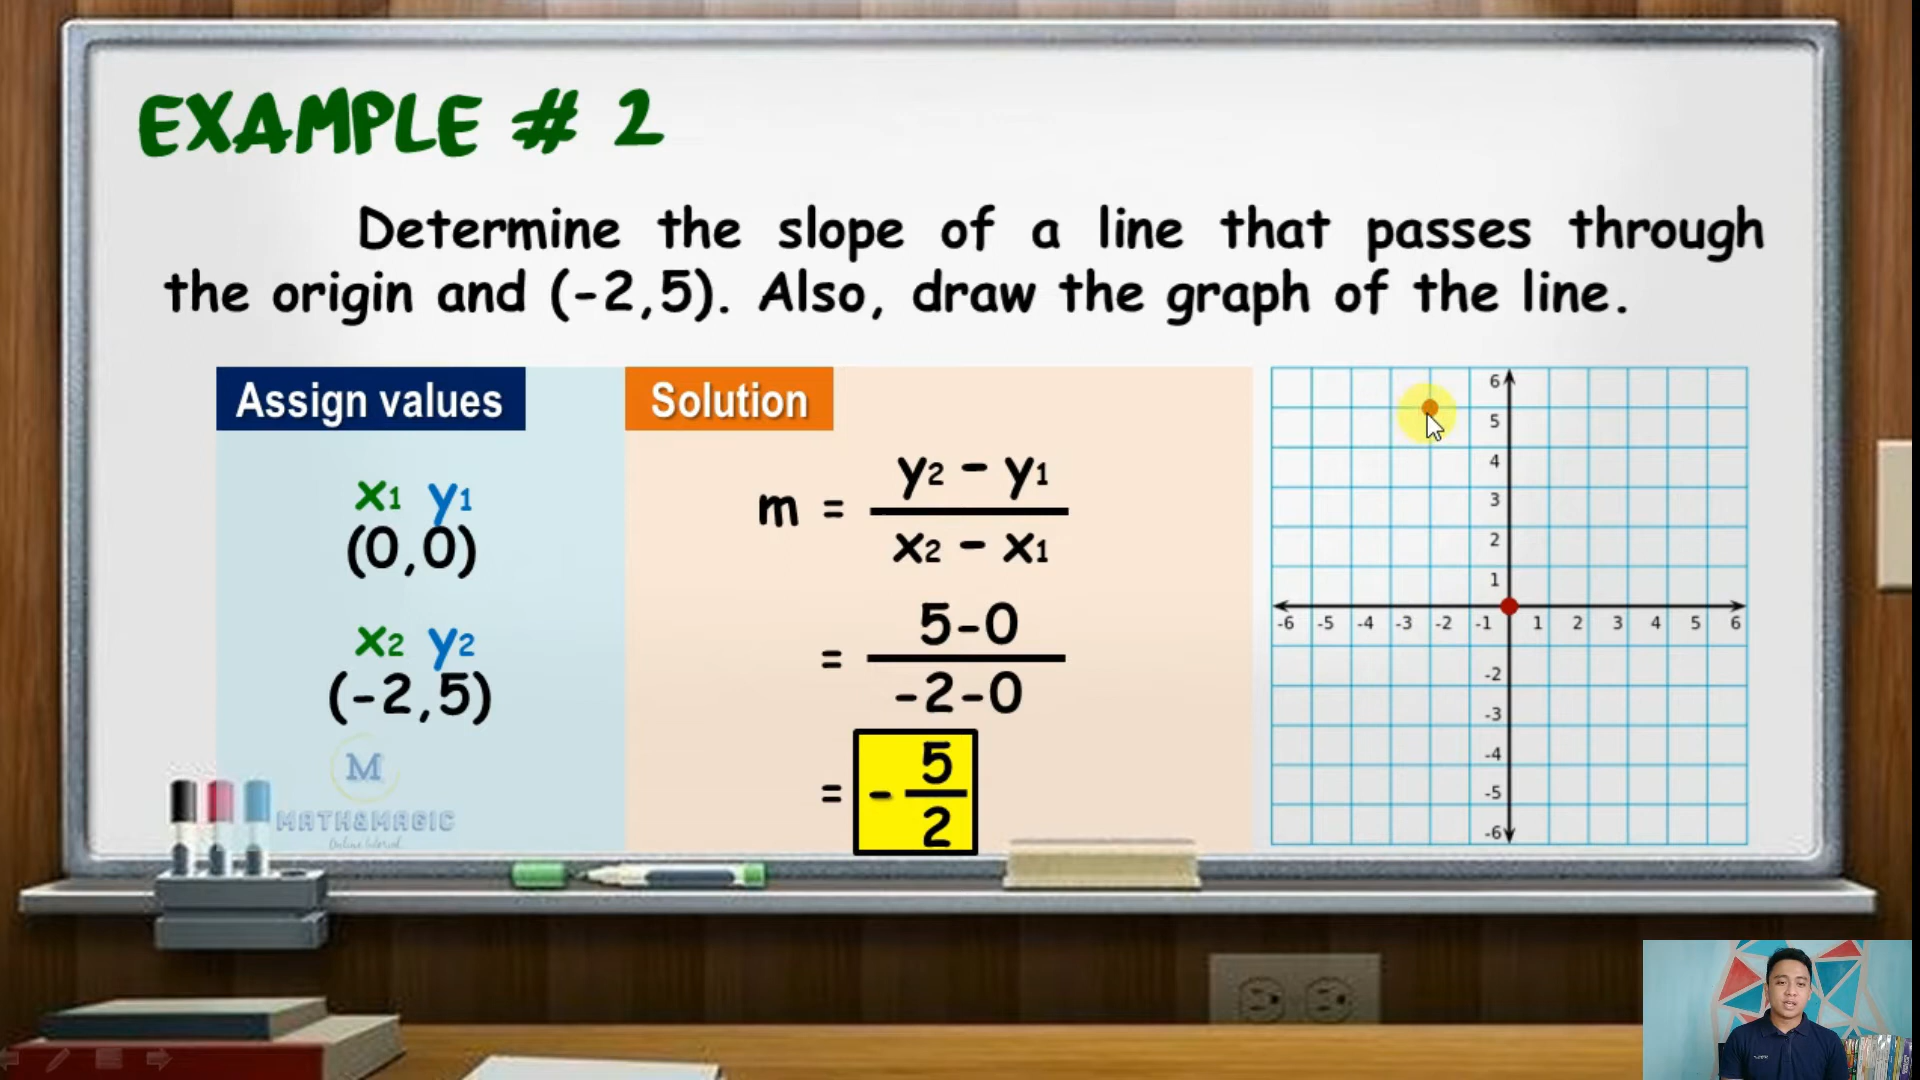 EXAMPLE # 2
Determine the slope of a line that passes through
the origin and (-2,5). Also, draw the graph of the line.
Assign values
x1 y1
(0,0)
x2 y2
(-2,5)
M
MATH&MAGIC
Online Tutorial
Solution
m = y2 - y1
x2 - x1
= 5-0
-2-0
= - 5
2
6
5
4
3
2
1
-6 -5 -4 -3 -2 -1 1 2 3 4 5 6
-2
-3
-4
-5
-6